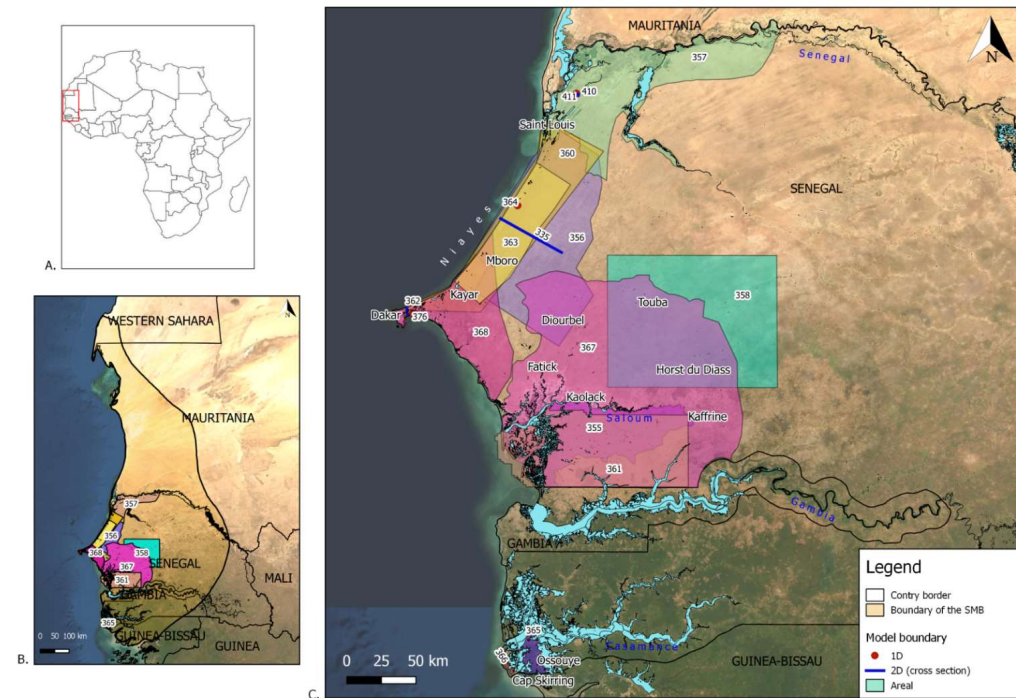 A.
N
WESTERN SAHARA
MAURITANIA
357
356
368
358
367
SENEGAL
361
GAMBIA
MALI
365
GUINEA-BISSAU
GUINEA
0 50 100 km
B.
MAURITANIA
N
357
Senegal
411
410
Saint Louis
360
SENEGAL
364
Niayes
335
356
363
Mboro
362
Kayar
Dakar
376
Touba
358
Diourbel
368
367
Fatick
Horst du Diass
Kaolack
Saloum
Kaffrine
355
361
Gambia
GAMBIA
365
366
Ossouye
Casamance
Cap Skirring
GUINEA-BISSAU
0 25 50 km
C.
Legend
Contry border
Boundary of the SMB
Model boundary
1D
2D (cross section)
Areal